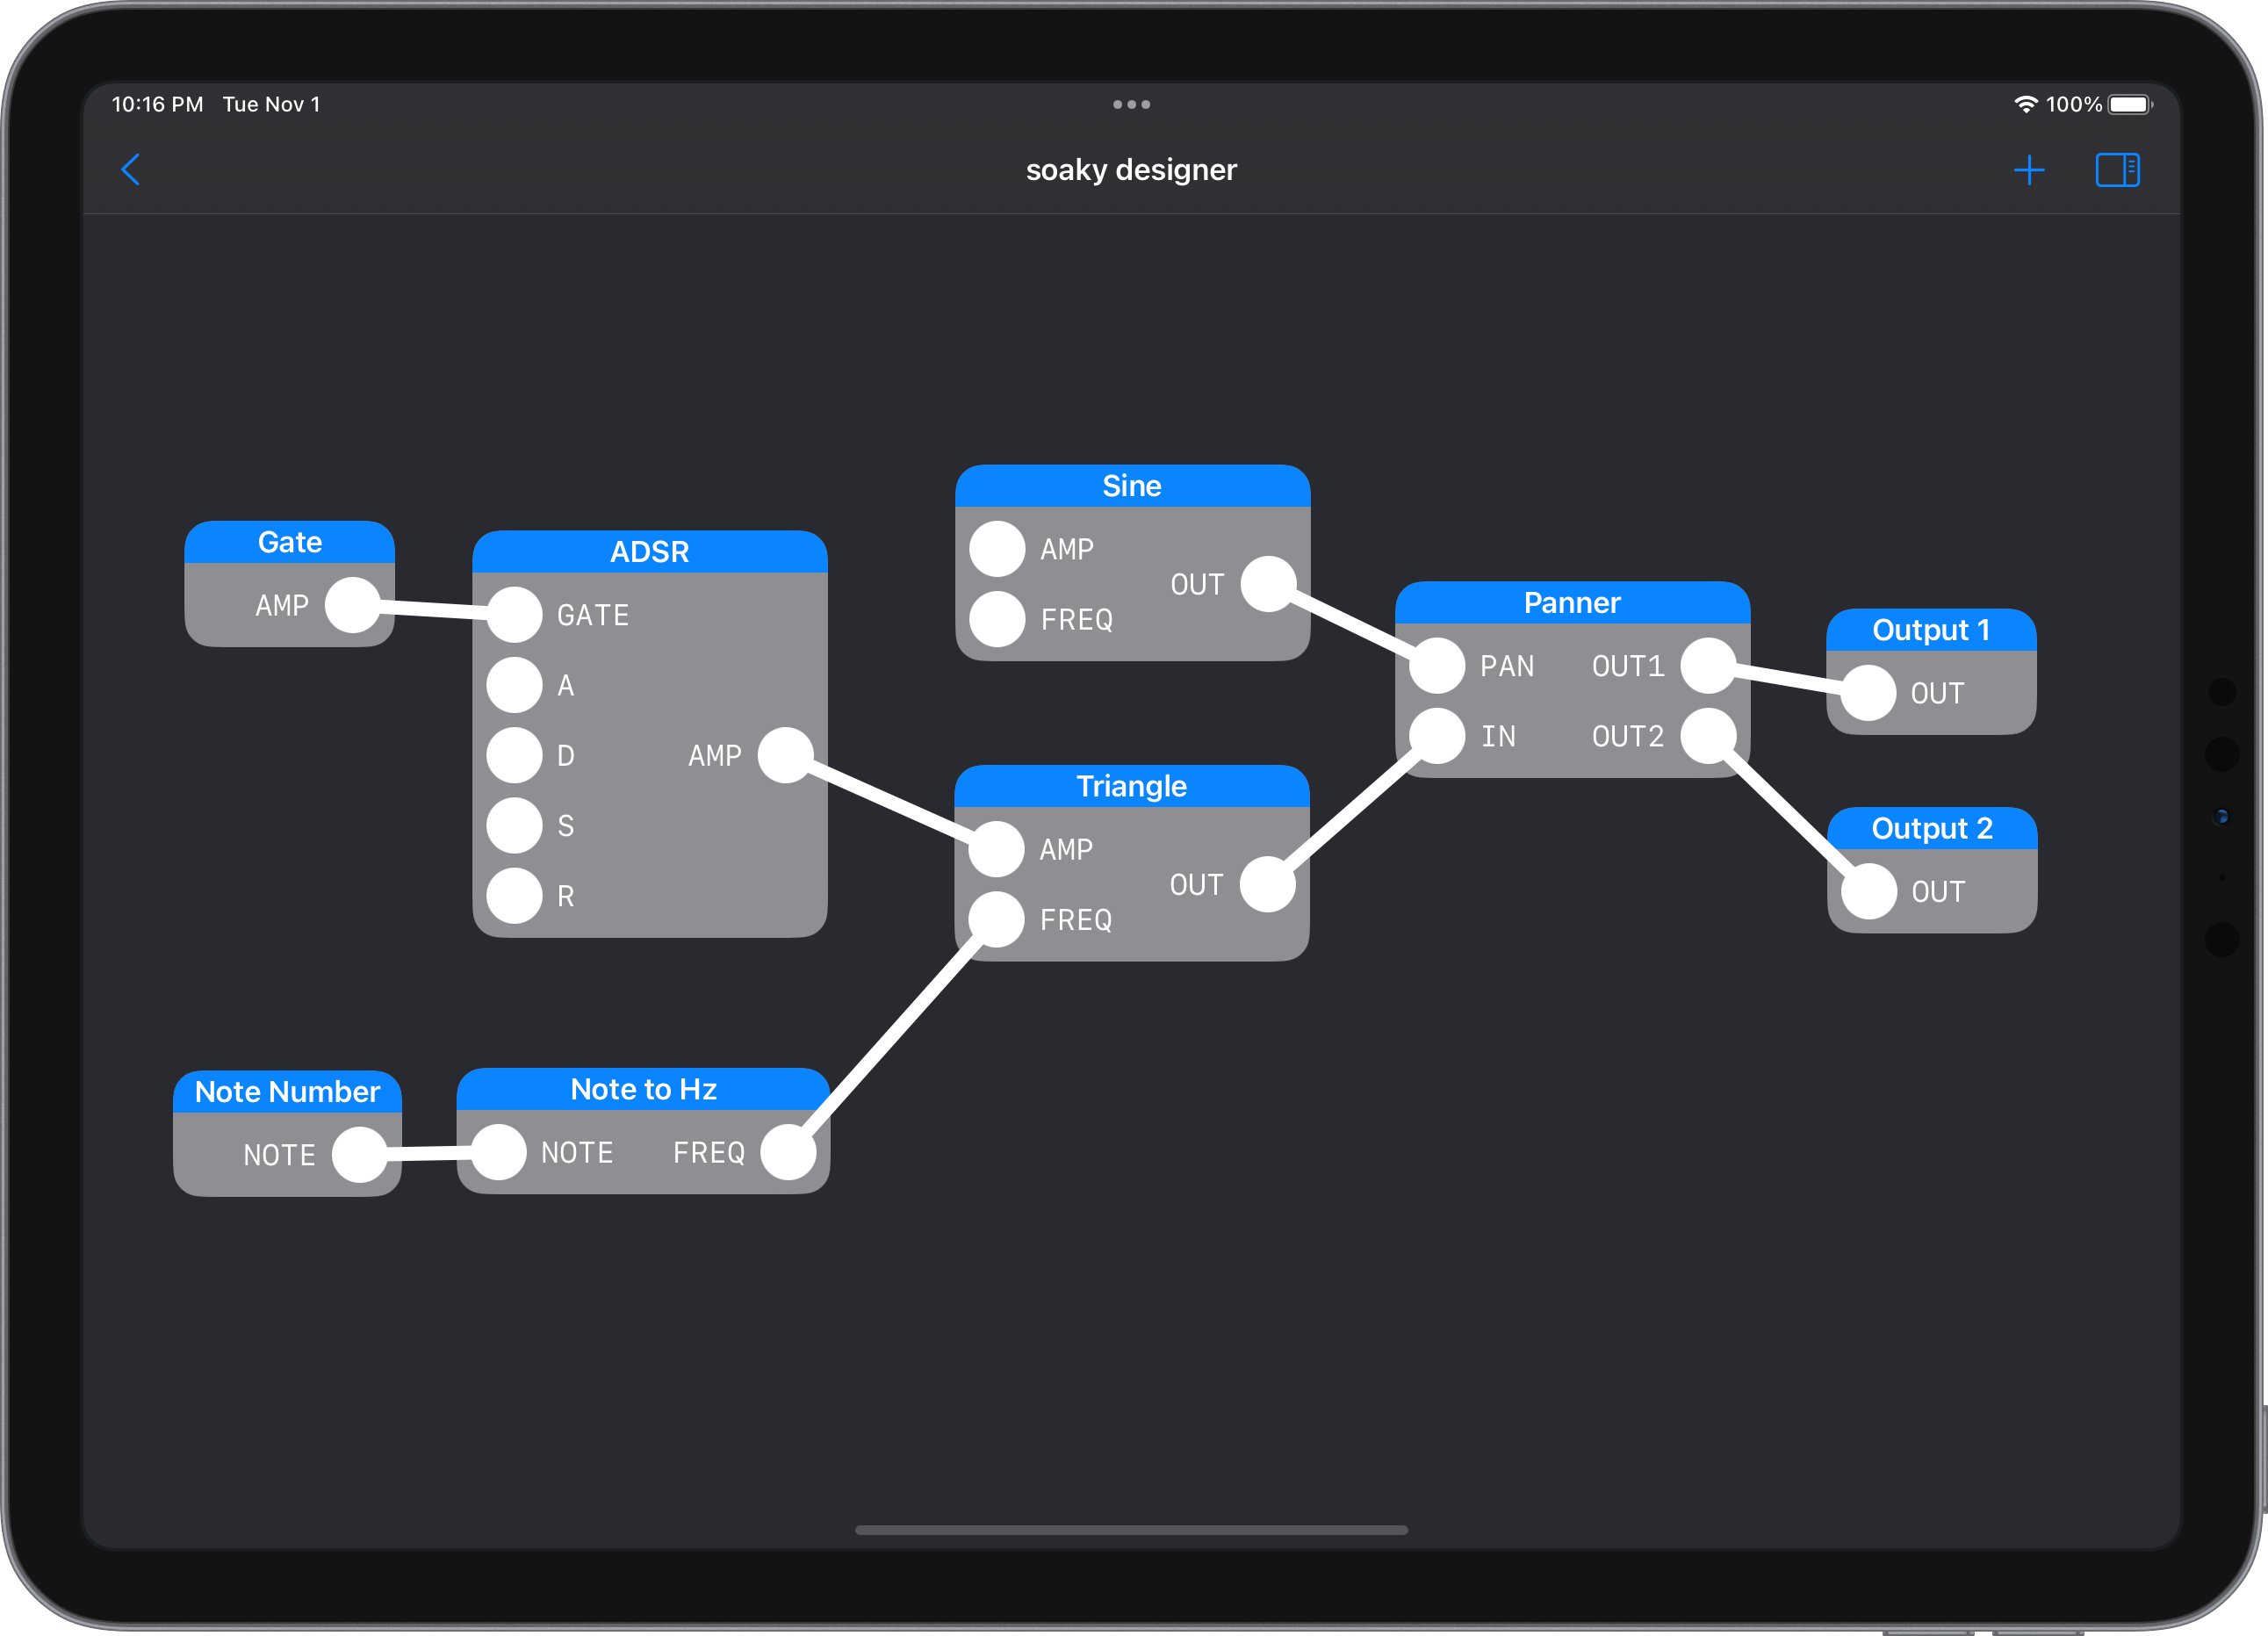 10:16 PM Tue Nov 1
100%
soaky designer
Gate
AMP
ADSR
GATE
A
D
AMP
S
R
Sine
AMP
OUT
FREQ
Triangle
AMP
OUT
FREQ
Panner
PAN OUT1
IN OUT2
Output 1
OUT
Output 2
OUT
Note Number
NOTE
Note to Hz
NOTE FREQ